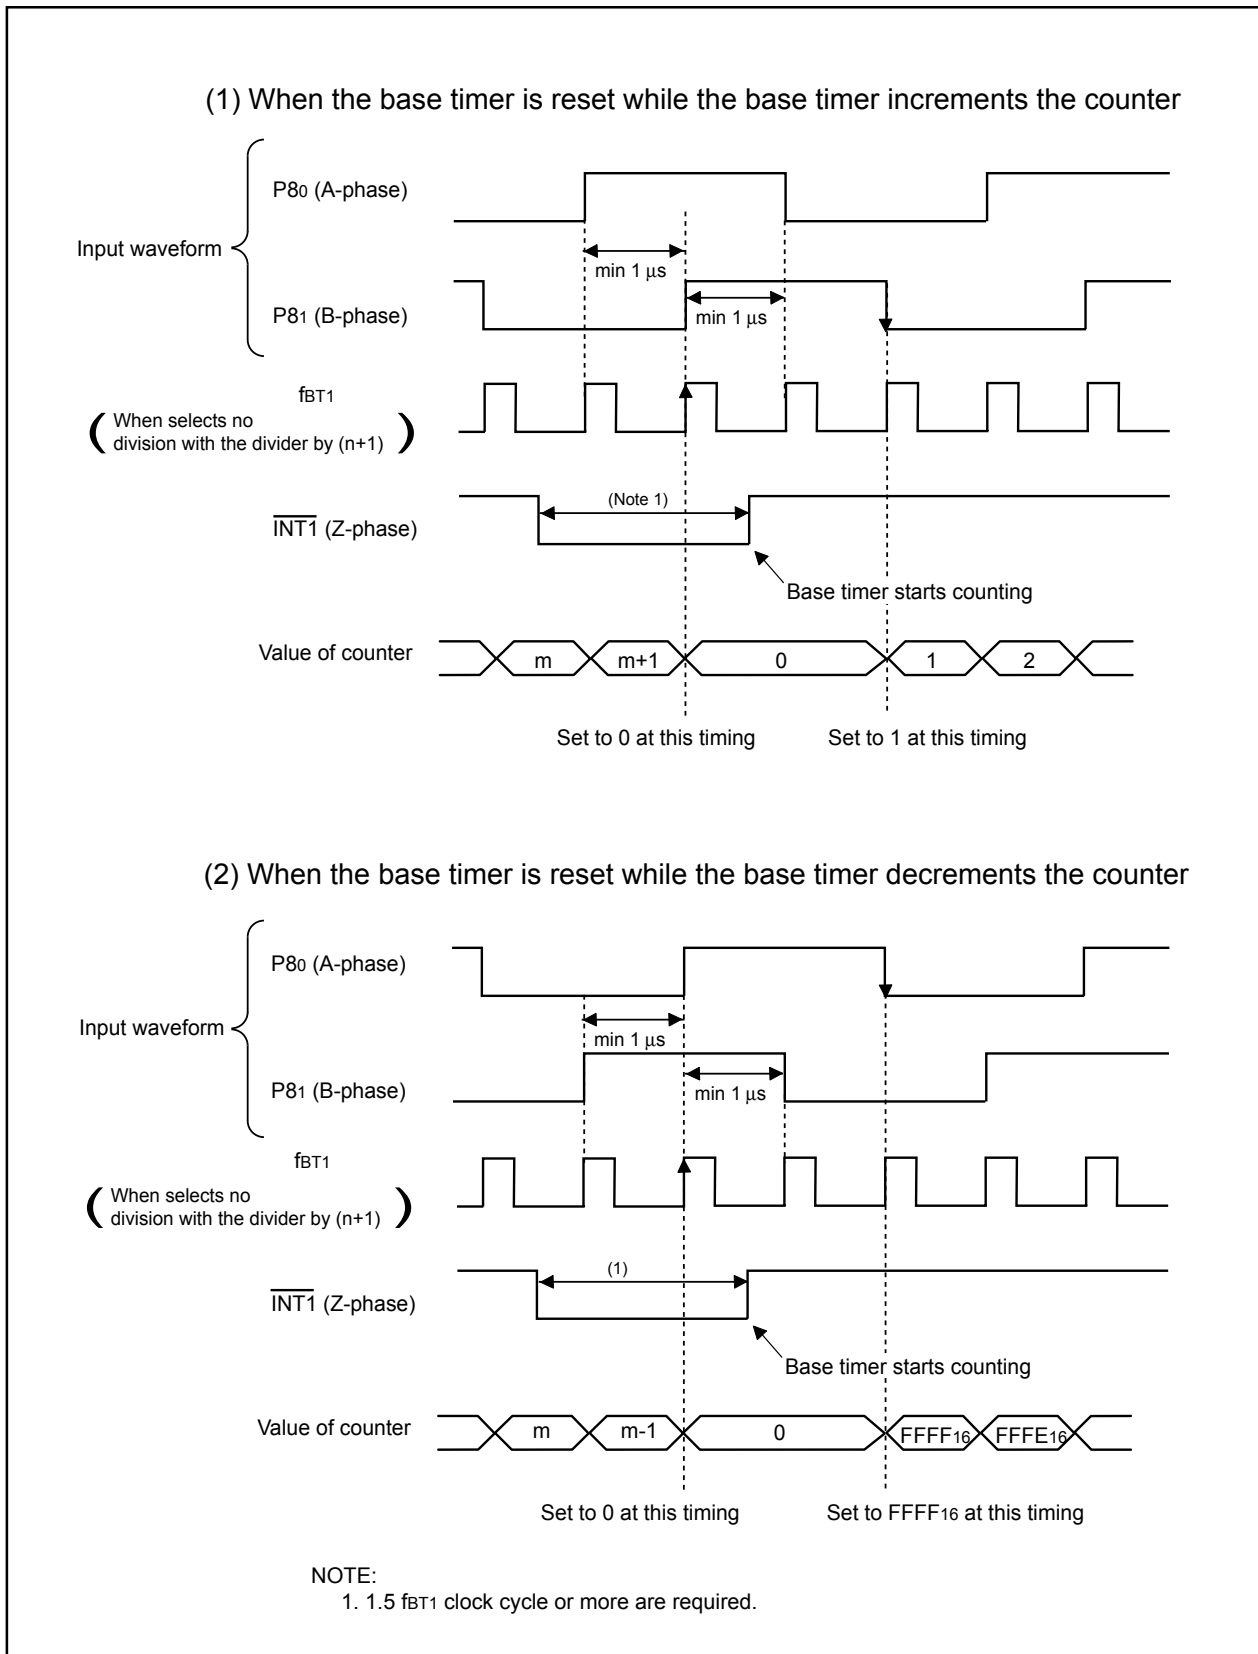 (1) When the base timer is reset while the base timer increments the counter
P80 (A-phase)
Input waveform
min 1 µs
P81 (B-phase)
min 1 µs
fBT1
(When selects no
division with the divider by (n+1))
INT1 (Z-phase)
(Note 1)
Base timer starts counting
Value of counter
m
m+1
0
1
2
Set to 0 at this timing
Set to 1 at this timing
(2) When the base timer is reset while the base timer decrements the counter
P80 (A-phase)
Input waveform
min 1 µs
P81 (B-phase)
min 1 µs
fBT1
(When selects no
division with the divider by (n+1))
(1)
INT1 (Z-phase)
Base timer starts counting
Value of counter
m
m-1
0
FFFF16
FFFE16
Set to 0 at this timing
Set to FFFF16 at this timing
NOTE:
1. 1.5 fBT1 clock cycle or more are required.